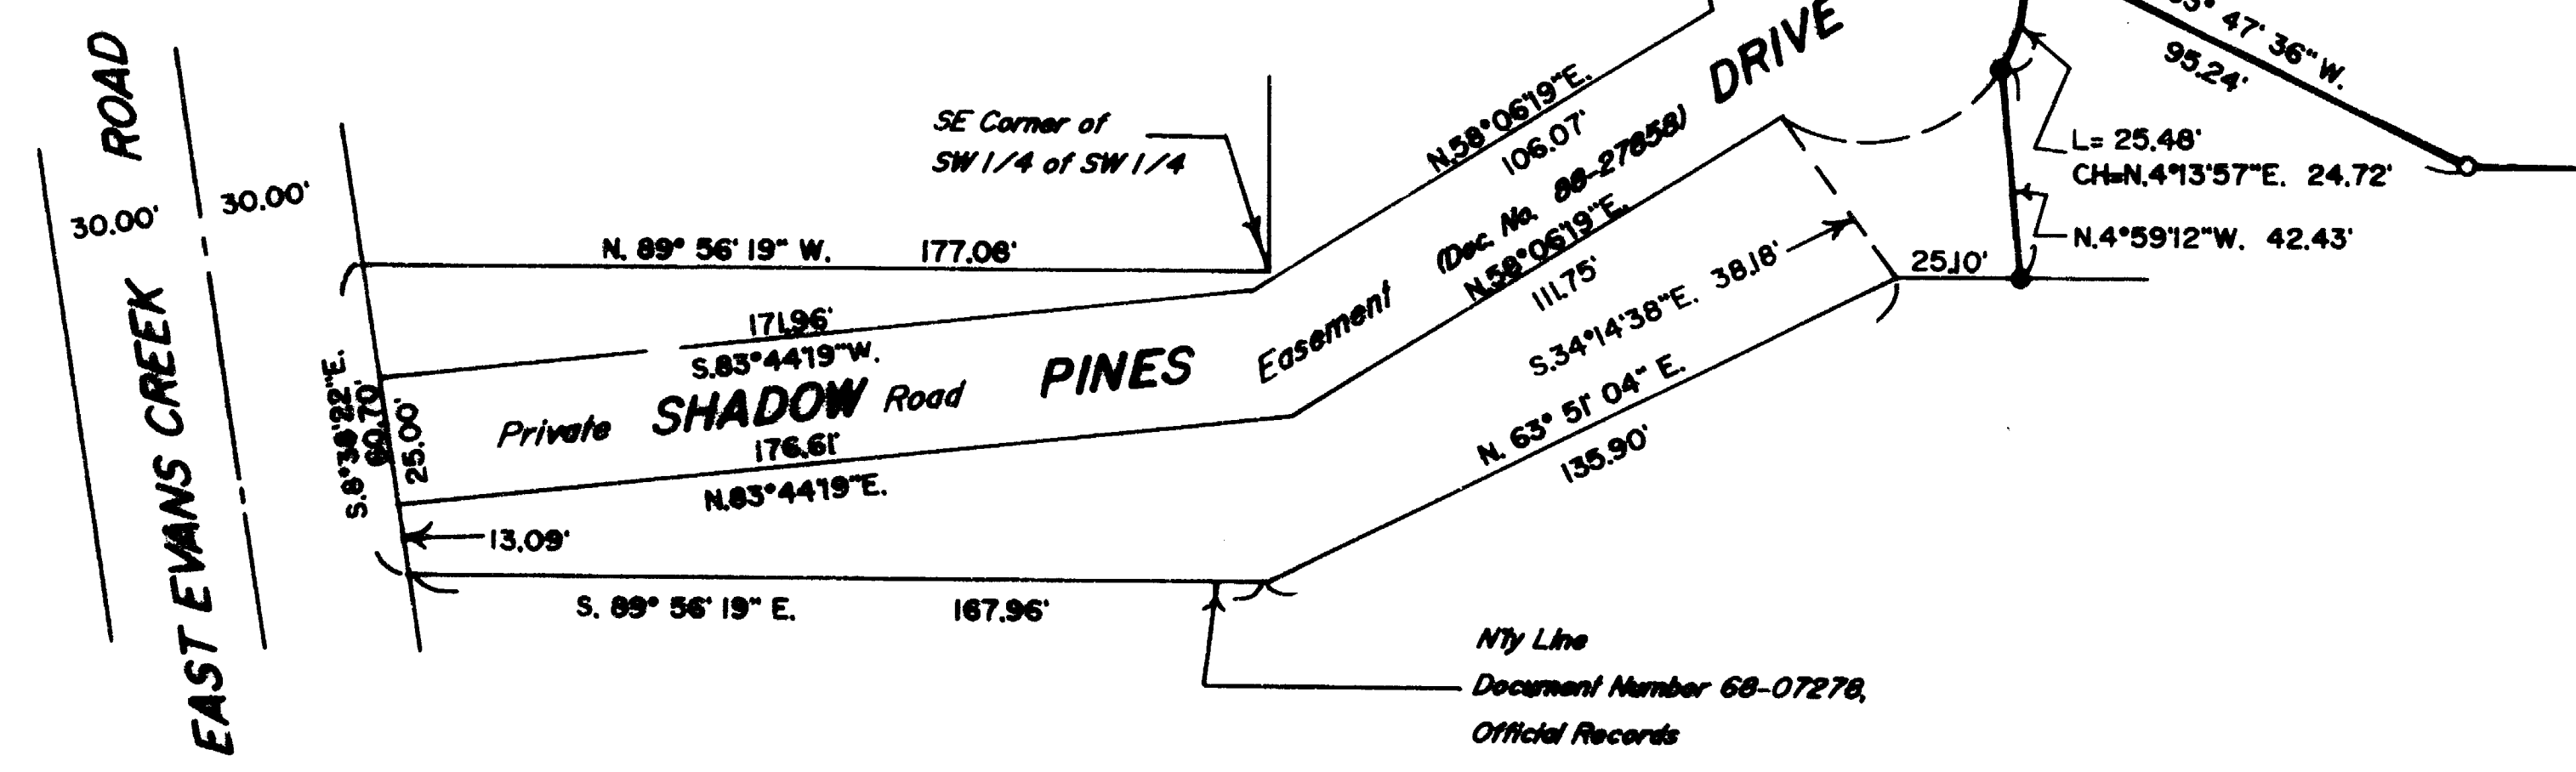 EAST EVANS CREEK ROAD
30.00'
30.00'
SE Corner of
SW 1/4 of SW 1/4
N. 89° 56' 19" W. 177.08'
171.96'
S.83°44'19"W.
Private SHADOW Road PINES Easement (Doc. No. 88-27858) DRIVE
176.61'
N.83°44'19"E.
S.8°38'22"E.
60.70'
25.00'
13.09'
S. 89° 56' 19" E. 167.96'
N.58°06'19"E.
106.07'
N.58°06'19"E.
111.75'
S.34°14'38"E. 38.18'
N. 63° 51' 04" E.
135.90'
25.10'
47' 36" W.
95.24'
L= 25.48'
CH=N.4°13'57"E. 24.72'
N.4°59'12"W. 42.43'
N'ly Line
Document Number 68-07278,
Official Records